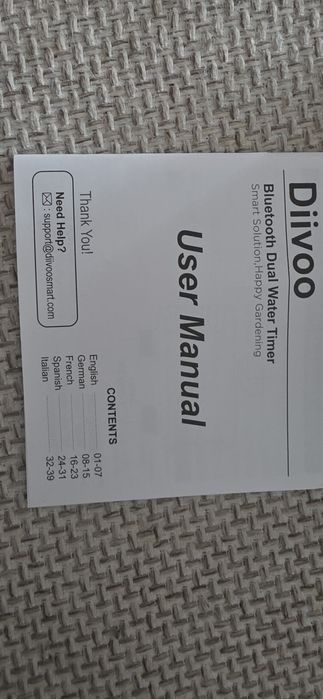 Diivoo
Bluetooth Dual Water Timer
Smart Solution,Happy Gardening
User Manual
Thank You!
Need Help?
: support@diivoosmart.com
CONTENTS
English 01-07
German 08-15
French 16-23
Spanish 24-31
Italian 32-39